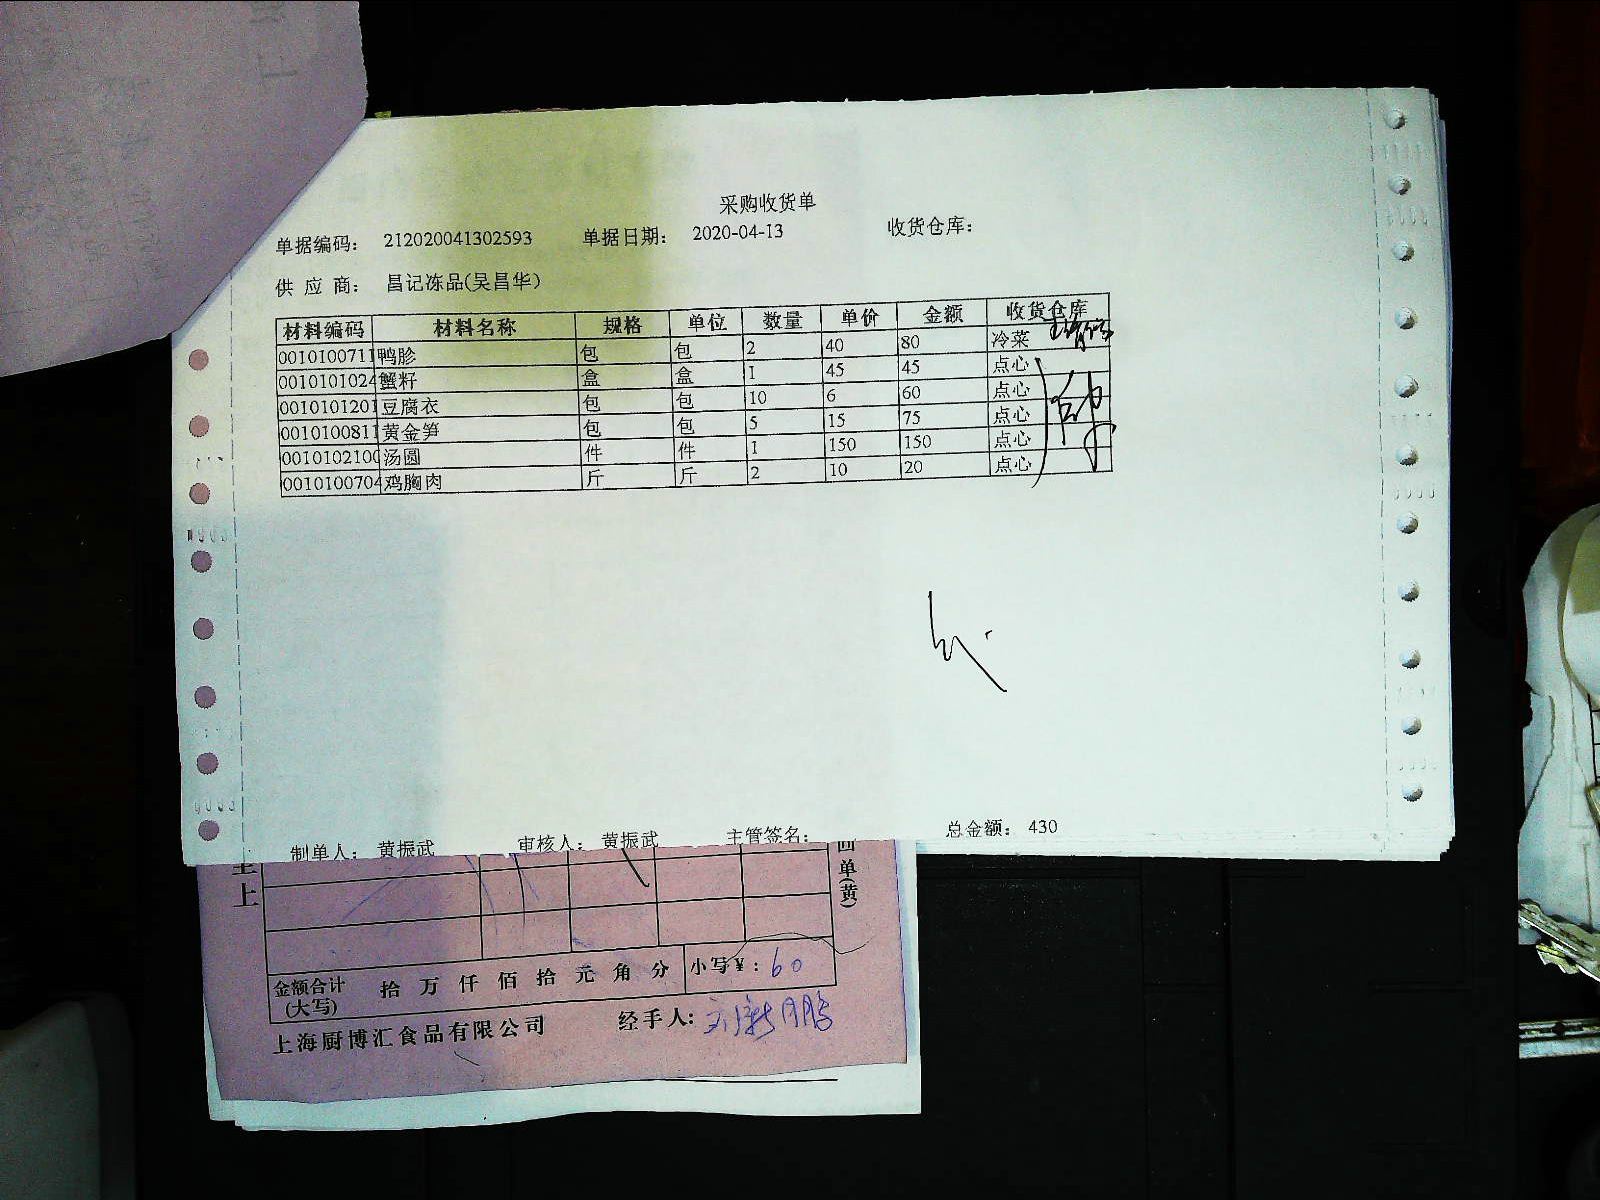 采购收货单
单据编码: 212020041302593 单据日期: 2020-04-13 收货仓库:
供 应 商: 昌记冻品(吴昌华)
材料编码 材料名称 规格 单位 数量 单价 金额 收货仓库
0010100711 鸭胗 包 包 2 40 80 冷菜
0010101024 蟹籽 盒 盒 1 45 45 点心
0010101201 豆腐衣 包 包 10 6 60 点心
0010100811 黄金笋 包 包 5 15 75 点心
0010102100 汤圆 件 件 1 150 150 点心
0010100704 鸡胸肉 斤 斤 2 10 20 点心
制单人: 黄振武 审核人: 黄振武 主管签名: 总金额: 430
上
单(黄)
金额合计(大写) 拾 万 仟 佰 拾 元 角 分 小写¥: 60
上海厨博汇食品有限公司 经手人: